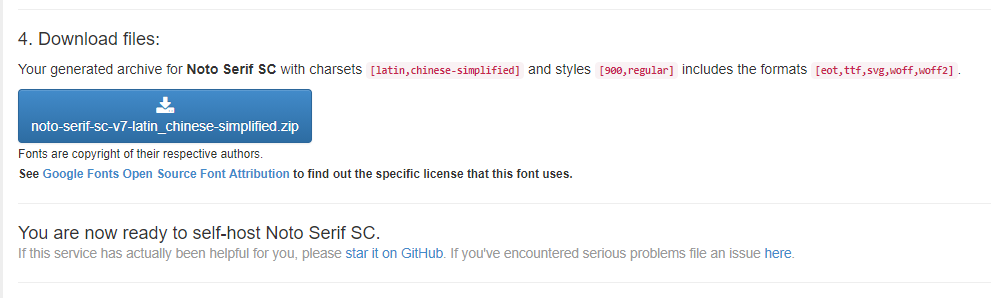 4. Download files:
Your generated archive for Noto Serif SC with charsets [latin,chinese-simplified] and styles [900,regular] includes the formats [eot,ttf,svg,woff,woff2].
noto-serif-sc-v7-latin_chinese-simplified.zip
Fonts are copyright of their respective authors.
See Google Fonts Open Source Font Attribution to find out the specific license that this font uses.
You are now ready to self-host Noto Serif SC.
If this service has actually been helpful for you, please star it on GitHub. If you've encountered serious problems file an issue here.